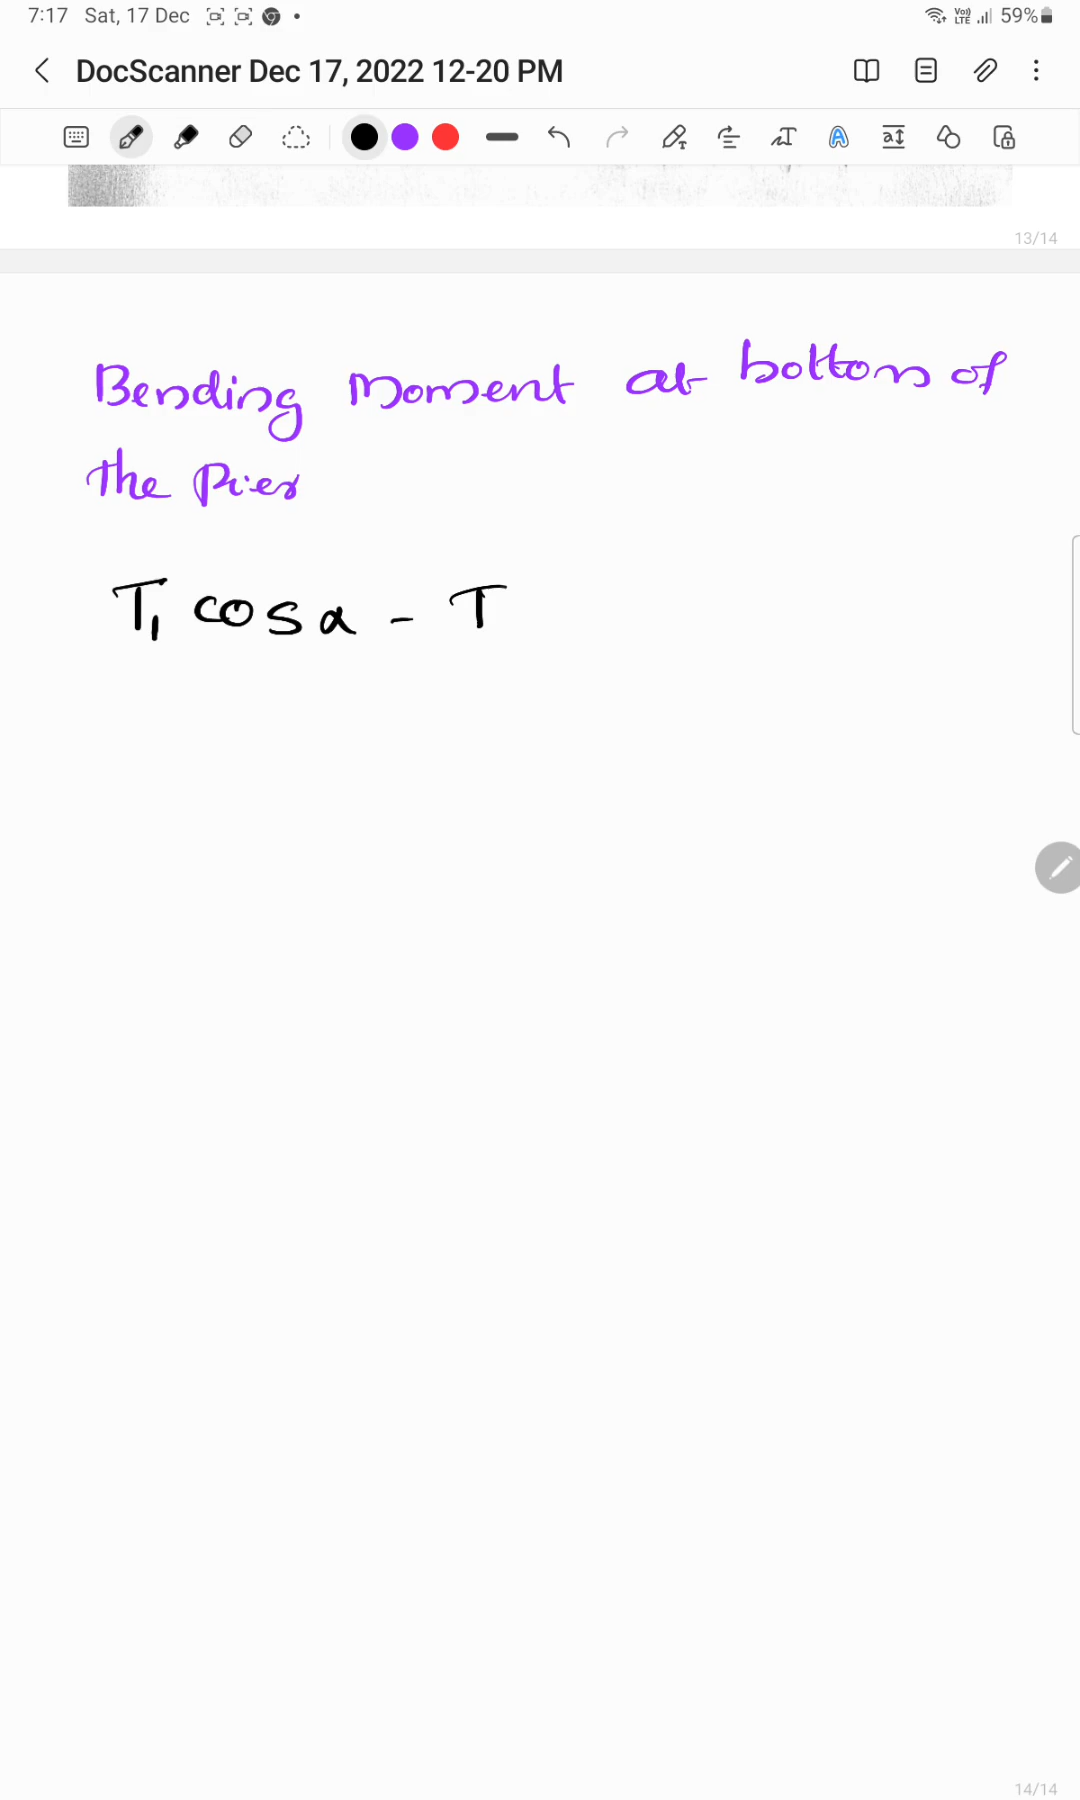 7:17 Sat, 17 Dec 59%
DocScanner Dec 17, 2022 12-20 PM
13/14
Bending Moment at bottom of
the Pier
T₁ cos α - T
14/14